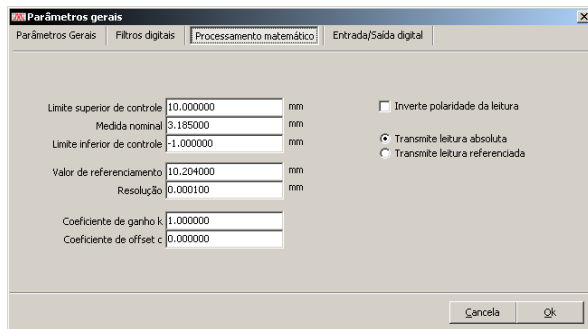 Parâmetros gerais
Parâmetros Gerais Filtros digitais Processamento matemático Entrada/Saída digital
Limite superior de controle 10.000000 mm Inverte polaridade da leitura
Medida nominal 3.185000 mm
Limite inferior de controle -1.000000 mm Transmite leitura absoluta
Transmite leitura referenciada
Valor de referenciamento 10.204000 mm
Resolução 0.000100 mm
Coeficiente de ganho k 1.000000
Coeficiente de offset c 0.000000
Cancela Ok